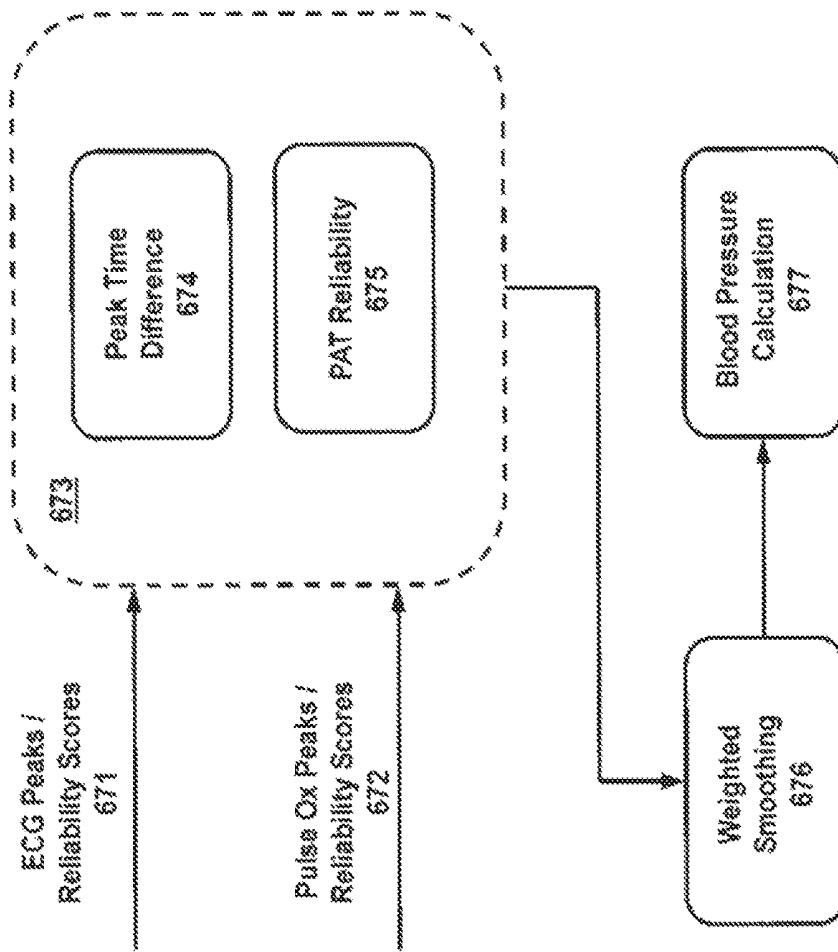 ECG Peaks /
Reliability Scores
671
Pulse Ox Peaks /
Reliability Scores
672
673
Peak Time
Difference
674
PAT Reliability
675
Weighted
Smoothing
676
Blood Pressure
Calculation
677